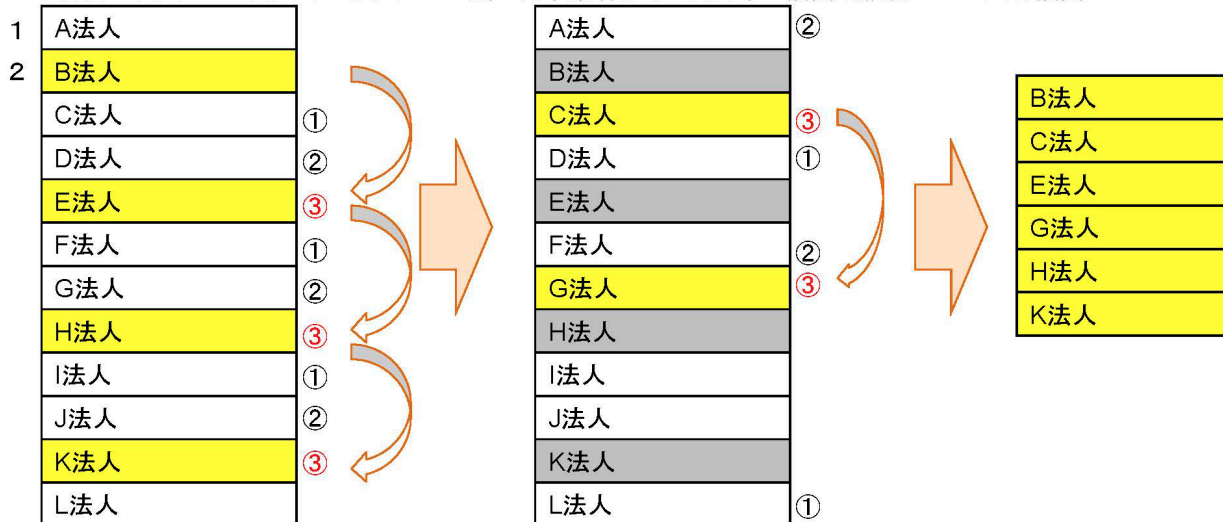 1 A法人
2 B法人
C法人 ①
D法人 ②
E法人 ③
F法人 ①
G法人 ②
H法人 ③
I法人 ①
J法人 ②
K法人 ③
L法人
A法人 ②
B法人
C法人 ③
D法人 ①
E法人
F法人 ②
G法人 ③
H法人
I法人
J法人
K法人
L法人 ①
B法人
C法人
E法人
G法人
H法人
K法人